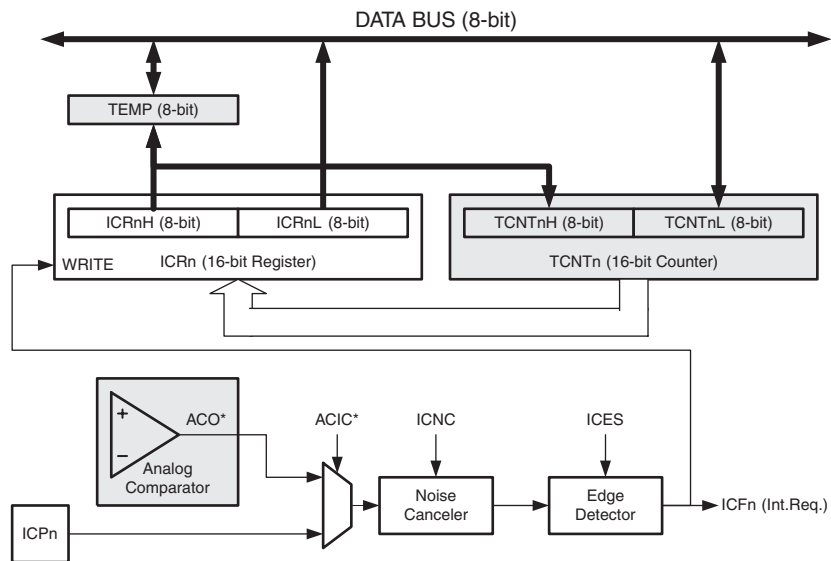 DATA BUS (8-bit)
TEMP (8-bit)
ICRnH (8-bit)
ICRnL (8-bit)
TCNTnH (8-bit)
TCNTnL (8-bit)
WRITE
ICRn (16-bit Register)
TCNTn (16-bit Counter)
+
−
ACO*
Analog
Comparator
ACIC*
ICNC
ICES
Noise
Canceler
Edge
Detector
ICFn (Int.Req.)
ICPn